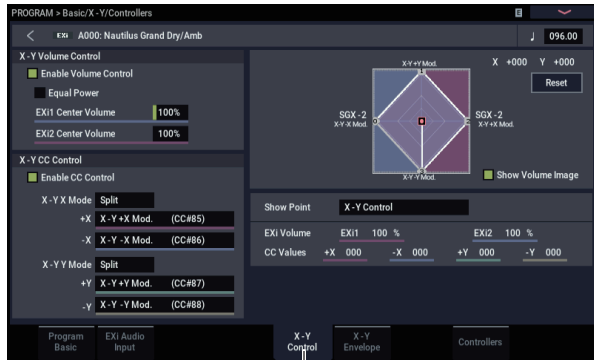 PROGRAM > Basic/X -Y/Controllers
E
EXi A000: Nautilus Grand Dry/Amb
♩ 096.00
X -Y Volume Control
Enable Volume Control
Equal Power
EXi1 Center Volume 100%
EXi2 Center Volume 100%
X -Y CC Control
Enable CC Control
X -Y X Mode Split
+X X -Y +X Mod. (CC#85)
-X X -Y -X Mod. (CC#86)
X -Y Y Mode Split
+Y X -Y +Y Mod. (CC#87)
-Y X -Y -Y Mod. (CC#88)
X -Y +Y Mod.
X +000 Y +000
Reset
SGX -2
X-Y -X Mod.
SGX -2
X-Y +X Mod.
X -Y -Y Mod.
Show Volume Image
Show Point X -Y Control
EXi Volume EXi1 100 % EXi2 100 %
CC Values +X 000 -X 000 +Y 000 -Y 000
Program Basic
EXi Audio Input
X -Y Control
X -Y Envelope
Controllers